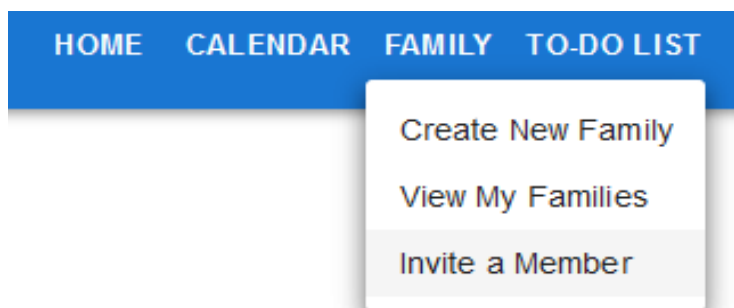 HOME CALENDAR FAMILY TO-DO LIST
Create New Family
View My Families
Invite a Member